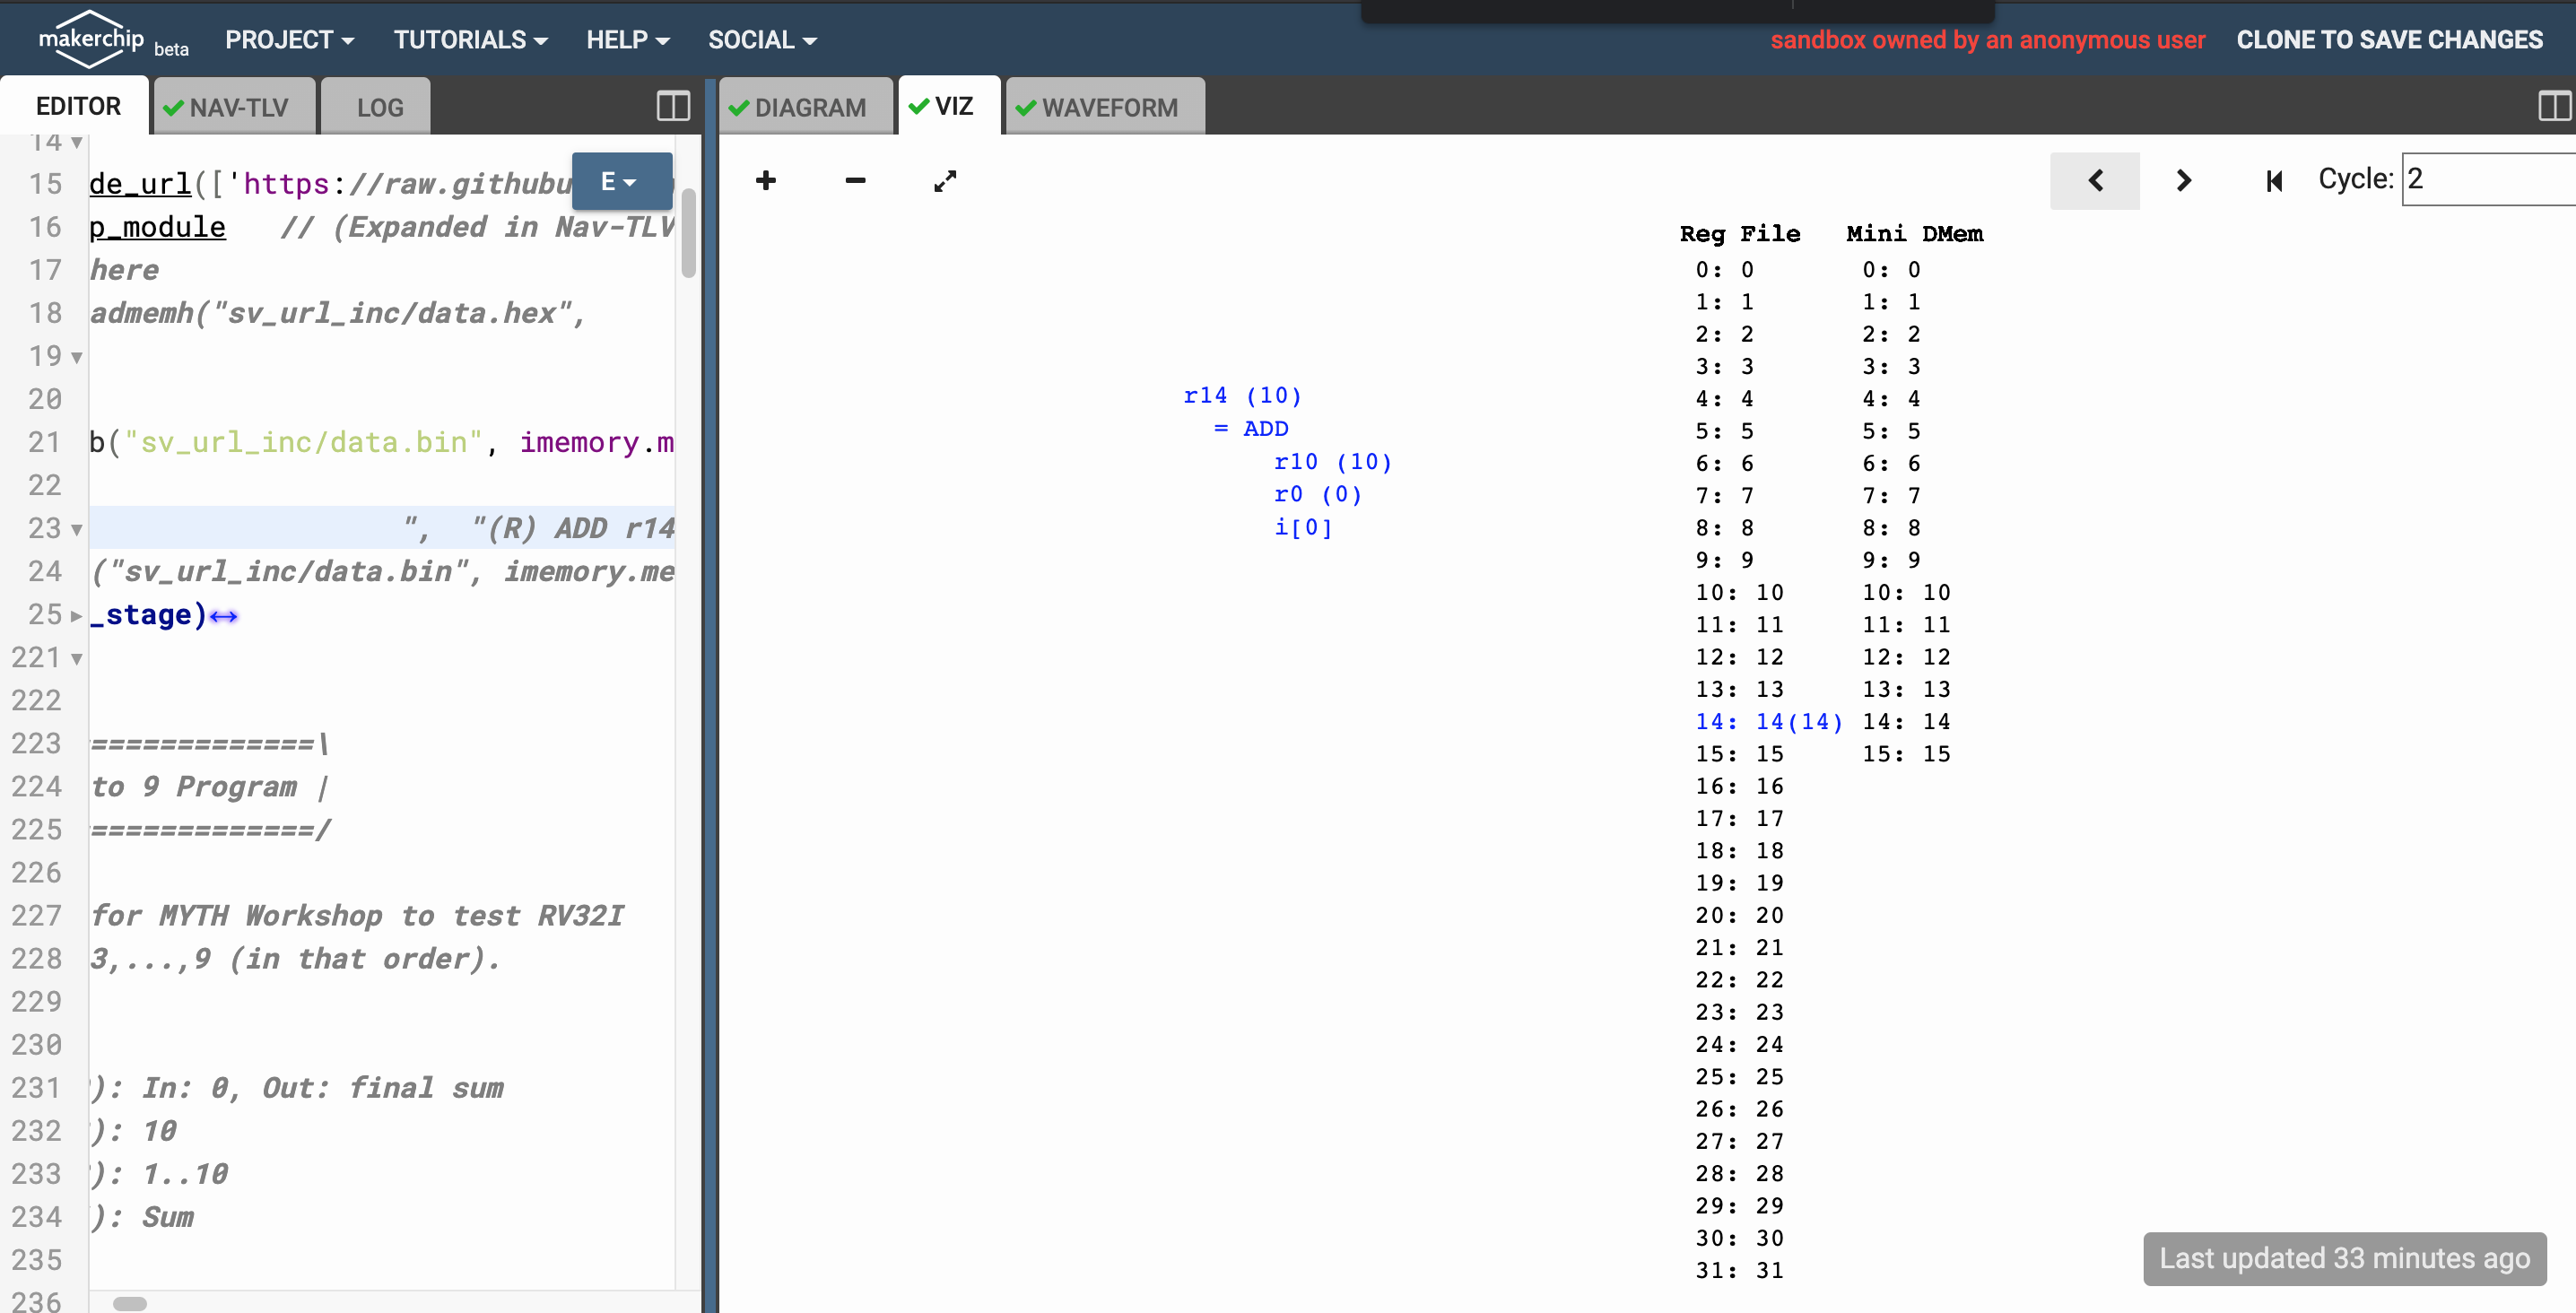 makerchip beta PROJECT TUTORIALS HELP SOCIAL sandbox owned by an anonymous user CLONE TO SAVE CHANGES
EDITOR NAV-TLV LOG DIAGRAM VIZ WAVEFORM
E
Cycle: 2
14
15 de_url(['https://raw.githubu
16 p_module // (Expanded in Nav-TLV
17 here
18 admemh("sv_url_inc/data.hex",
19
20
21 b("sv_url_inc/data.bin", imemory.m
22
23 ", "(R) ADD r14
24 ("sv_url_inc/data.bin", imemory.me
25 _stage)
221
222
223 =============\
224 to 9 Program |
225 =============/
226
227 for MYTH Workshop to test RV32I
228 3,...,9 (in that order).
229
230
231 ): In: 0, Out: final sum
232 ): 10
233 ): 1..10
234 ): Sum
235
236
r14 (10)
= ADD
r10 (10)
r0 (0)
i[0]
Reg File Mini DMem
0: 0 0: 0
1: 1 1: 1
2: 2 2: 2
3: 3 3: 3
4: 4 4: 4
5: 5 5: 5
6: 6 6: 6
7: 7 7: 7
8: 8 8: 8
9: 9 9: 9
10: 10 10: 10
11: 11 11: 11
12: 12 12: 12
13: 13 13: 13
14: 14(14) 14: 14
15: 15 15: 15
16: 16
17: 17
18: 18
19: 19
20: 20
21: 21
22: 22
23: 23
24: 24
25: 25
26: 26
27: 27
28: 28
29: 29
30: 30
31: 31
Last updated 33 minutes ago